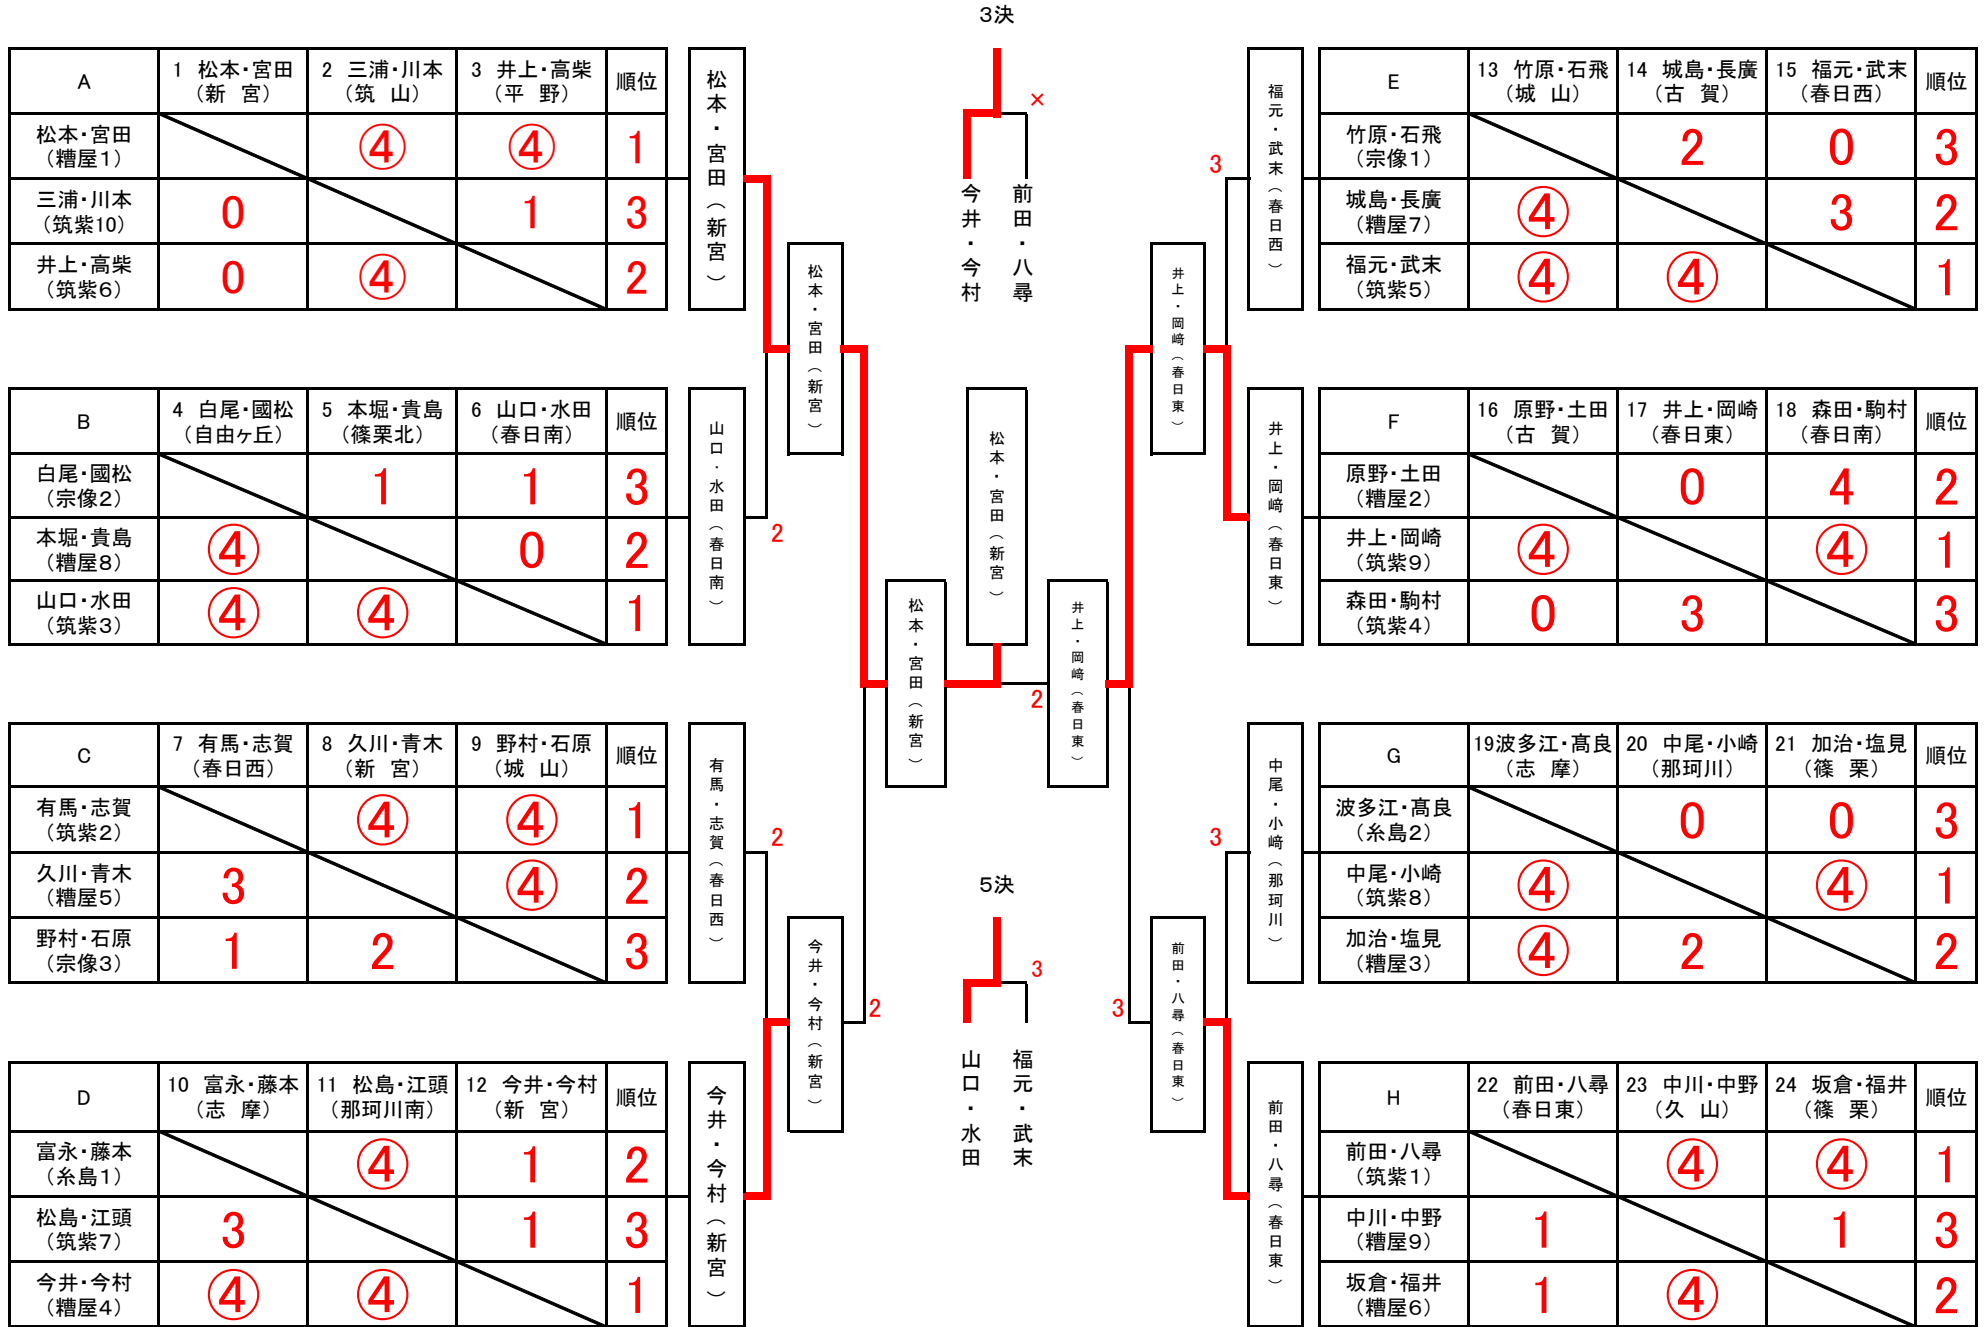 3決
A
1 松本・宮田
（新 宮）
2 三浦・川本
（筑 山）
3 井上・高柴
（平 野）
順位
松本・宮田
（糟屋1）
④
④
1
三浦・川本
（筑紫10）
0
1
3
井上・高柴
（筑紫6）
0
④
2
松本・宮田（新宮）
B
4 白尾・國松
（自由ヶ丘）
5 本堀・貴島
（篠栗北）
6 山口・水田
（春日南）
順位
白尾・國松
（宗像2）
1
1
3
本堀・貴島
（糟屋8）
④
0
2
山口・水田
（筑紫3）
④
④
1
山口・水田（春日南）
2
C
7 有馬・志賀
（春日西）
8 久川・青木
（新 宮）
9 野村・石原
（城 山）
順位
有馬・志賀
（筑紫2）
④
④
1
久川・青木
（糟屋5）
3
④
2
野村・石原
（宗像3）
1
2
3
有馬・志賀（春日西）
2
D
10 富永・藤本
（志 摩）
11 松島・江頭
（那珂川南）
12 今井・今村
（新 宮）
順位
富永・藤本
（糸島1）
④
1
2
松島・江頭
（筑紫7）
3
1
3
今井・今村
（糟屋4）
④
④
1
今井・今村（新宮）
松本・宮田（新宮）
今井・今村（新宮）
2
松本・宮田（新宮）
×
今井・今村
前田・八尋
松本・宮田（新宮）
2
5決
3
山口・水田
福元・武末
井上・岡﨑（春日東）
井上・岡﨑（春日東）
前田・八尋（春日東）
3
3
福元・武末（春日西）
E
13 竹原・石飛
（城 山）
14 城島・長廣
（古 賀）
15 福元・武末
（春日西）
順位
竹原・石飛
（宗像1）
2
0
3
城島・長廣
（糟屋7）
④
3
2
福元・武末
（筑紫5）
④
④
1
井上・岡﨑（春日東）
F
16 原野・土田
（古 賀）
17 井上・岡崎
（春日東）
18 森田・駒村
（春日南）
順位
原野・土田
（糟屋2）
0
4
2
井上・岡崎
（筑紫9）
④
④
1
森田・駒村
（筑紫4）
0
3
3
3
中尾・小﨑（那珂川）
G
19波多江・髙良
（志 摩）
20 中尾・小崎
（那珂川）
21 加治・塩見
（篠 栗）
順位
波多江・髙良
（糸島2）
0
0
3
中尾・小崎
（筑紫8）
④
④
1
加治・塩見
（糟屋3）
④
2
2
前田・八尋（春日東）
H
22 前田・八尋
（春日東）
23 中川・中野
（久 山）
24 坂倉・福井
（篠 栗）
順位
前田・八尋
（筑紫1）
④
④
1
中川・中野
（糟屋9）
1
1
3
坂倉・福井
（糟屋6）
1
④
2